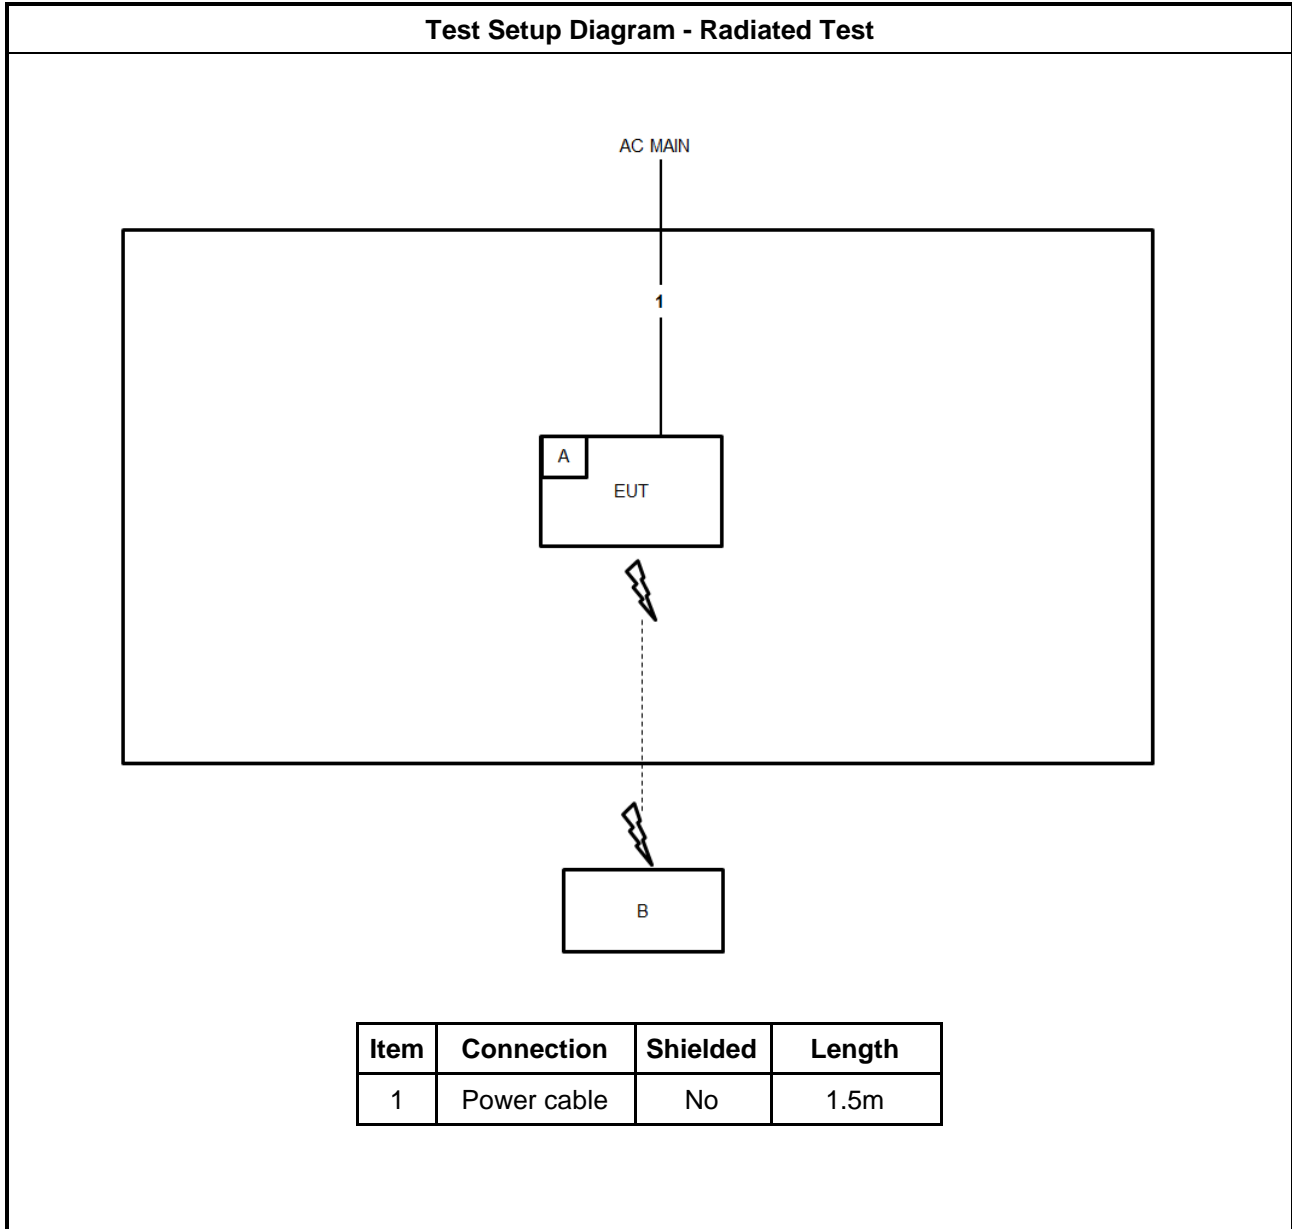 Test Setup Diagram - Radiated Test
AC MAIN
1
A
EUT
B
Item Connection Shielded Length
1 Power cable No 1.5m